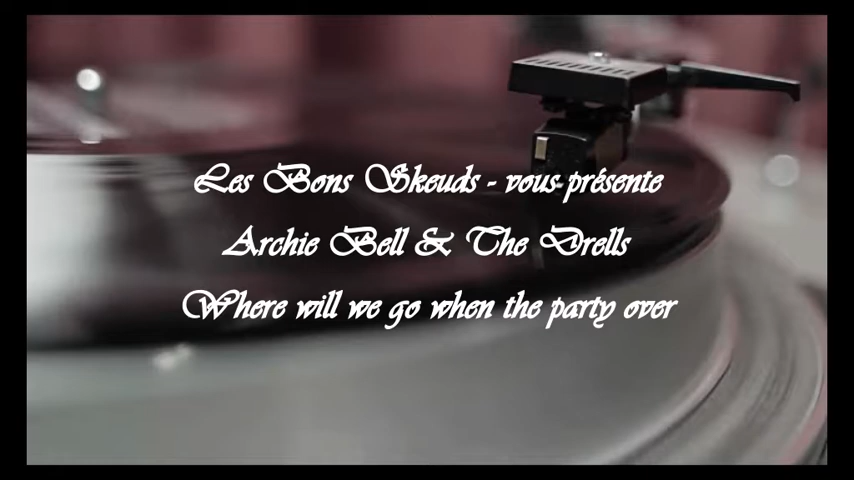 Les Bons Skeuds - vous présente
Archie Bell & The Drells
Where will we go when the party over